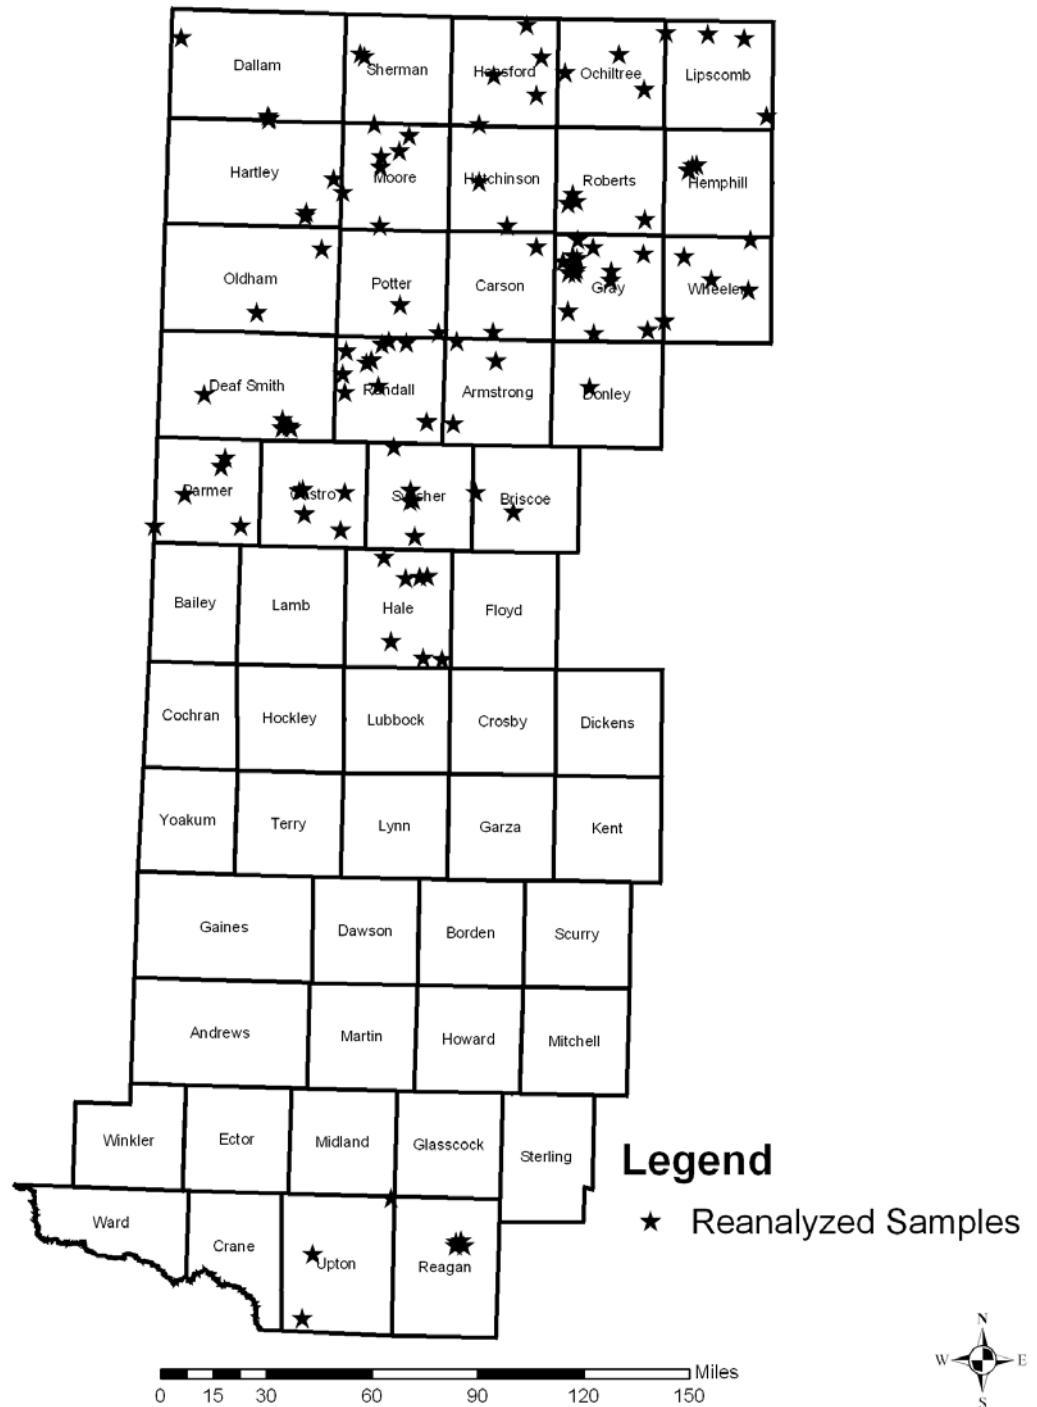 Dallam
Sherman
Hansford
Ochiltree
Lipscomb
Hartley
Moore
Hutchinson
Roberts
Hemphill
Oldham
Potter
Carson
Gray
Wheeler
Deaf Smith
Randall
Armstrong
Donley
Parmer
Castro
Swisher
Briscoe
Bailey
Lamb
Hale
Floyd
Cochran
Hockley
Lubbock
Crosby
Dickens
Yoakum
Terry
Lynn
Garza
Kent
Gaines
Dawson
Borden
Scurry
Andrews
Martin
Howard
Mitchell
Winkler
Ector
Midland
Glasscock
Sterling
Ward
Crane
Upton
Reagan
Legend
Reanalyzed Samples
Miles
0 15 30 60 90 120 150
N
W E
S